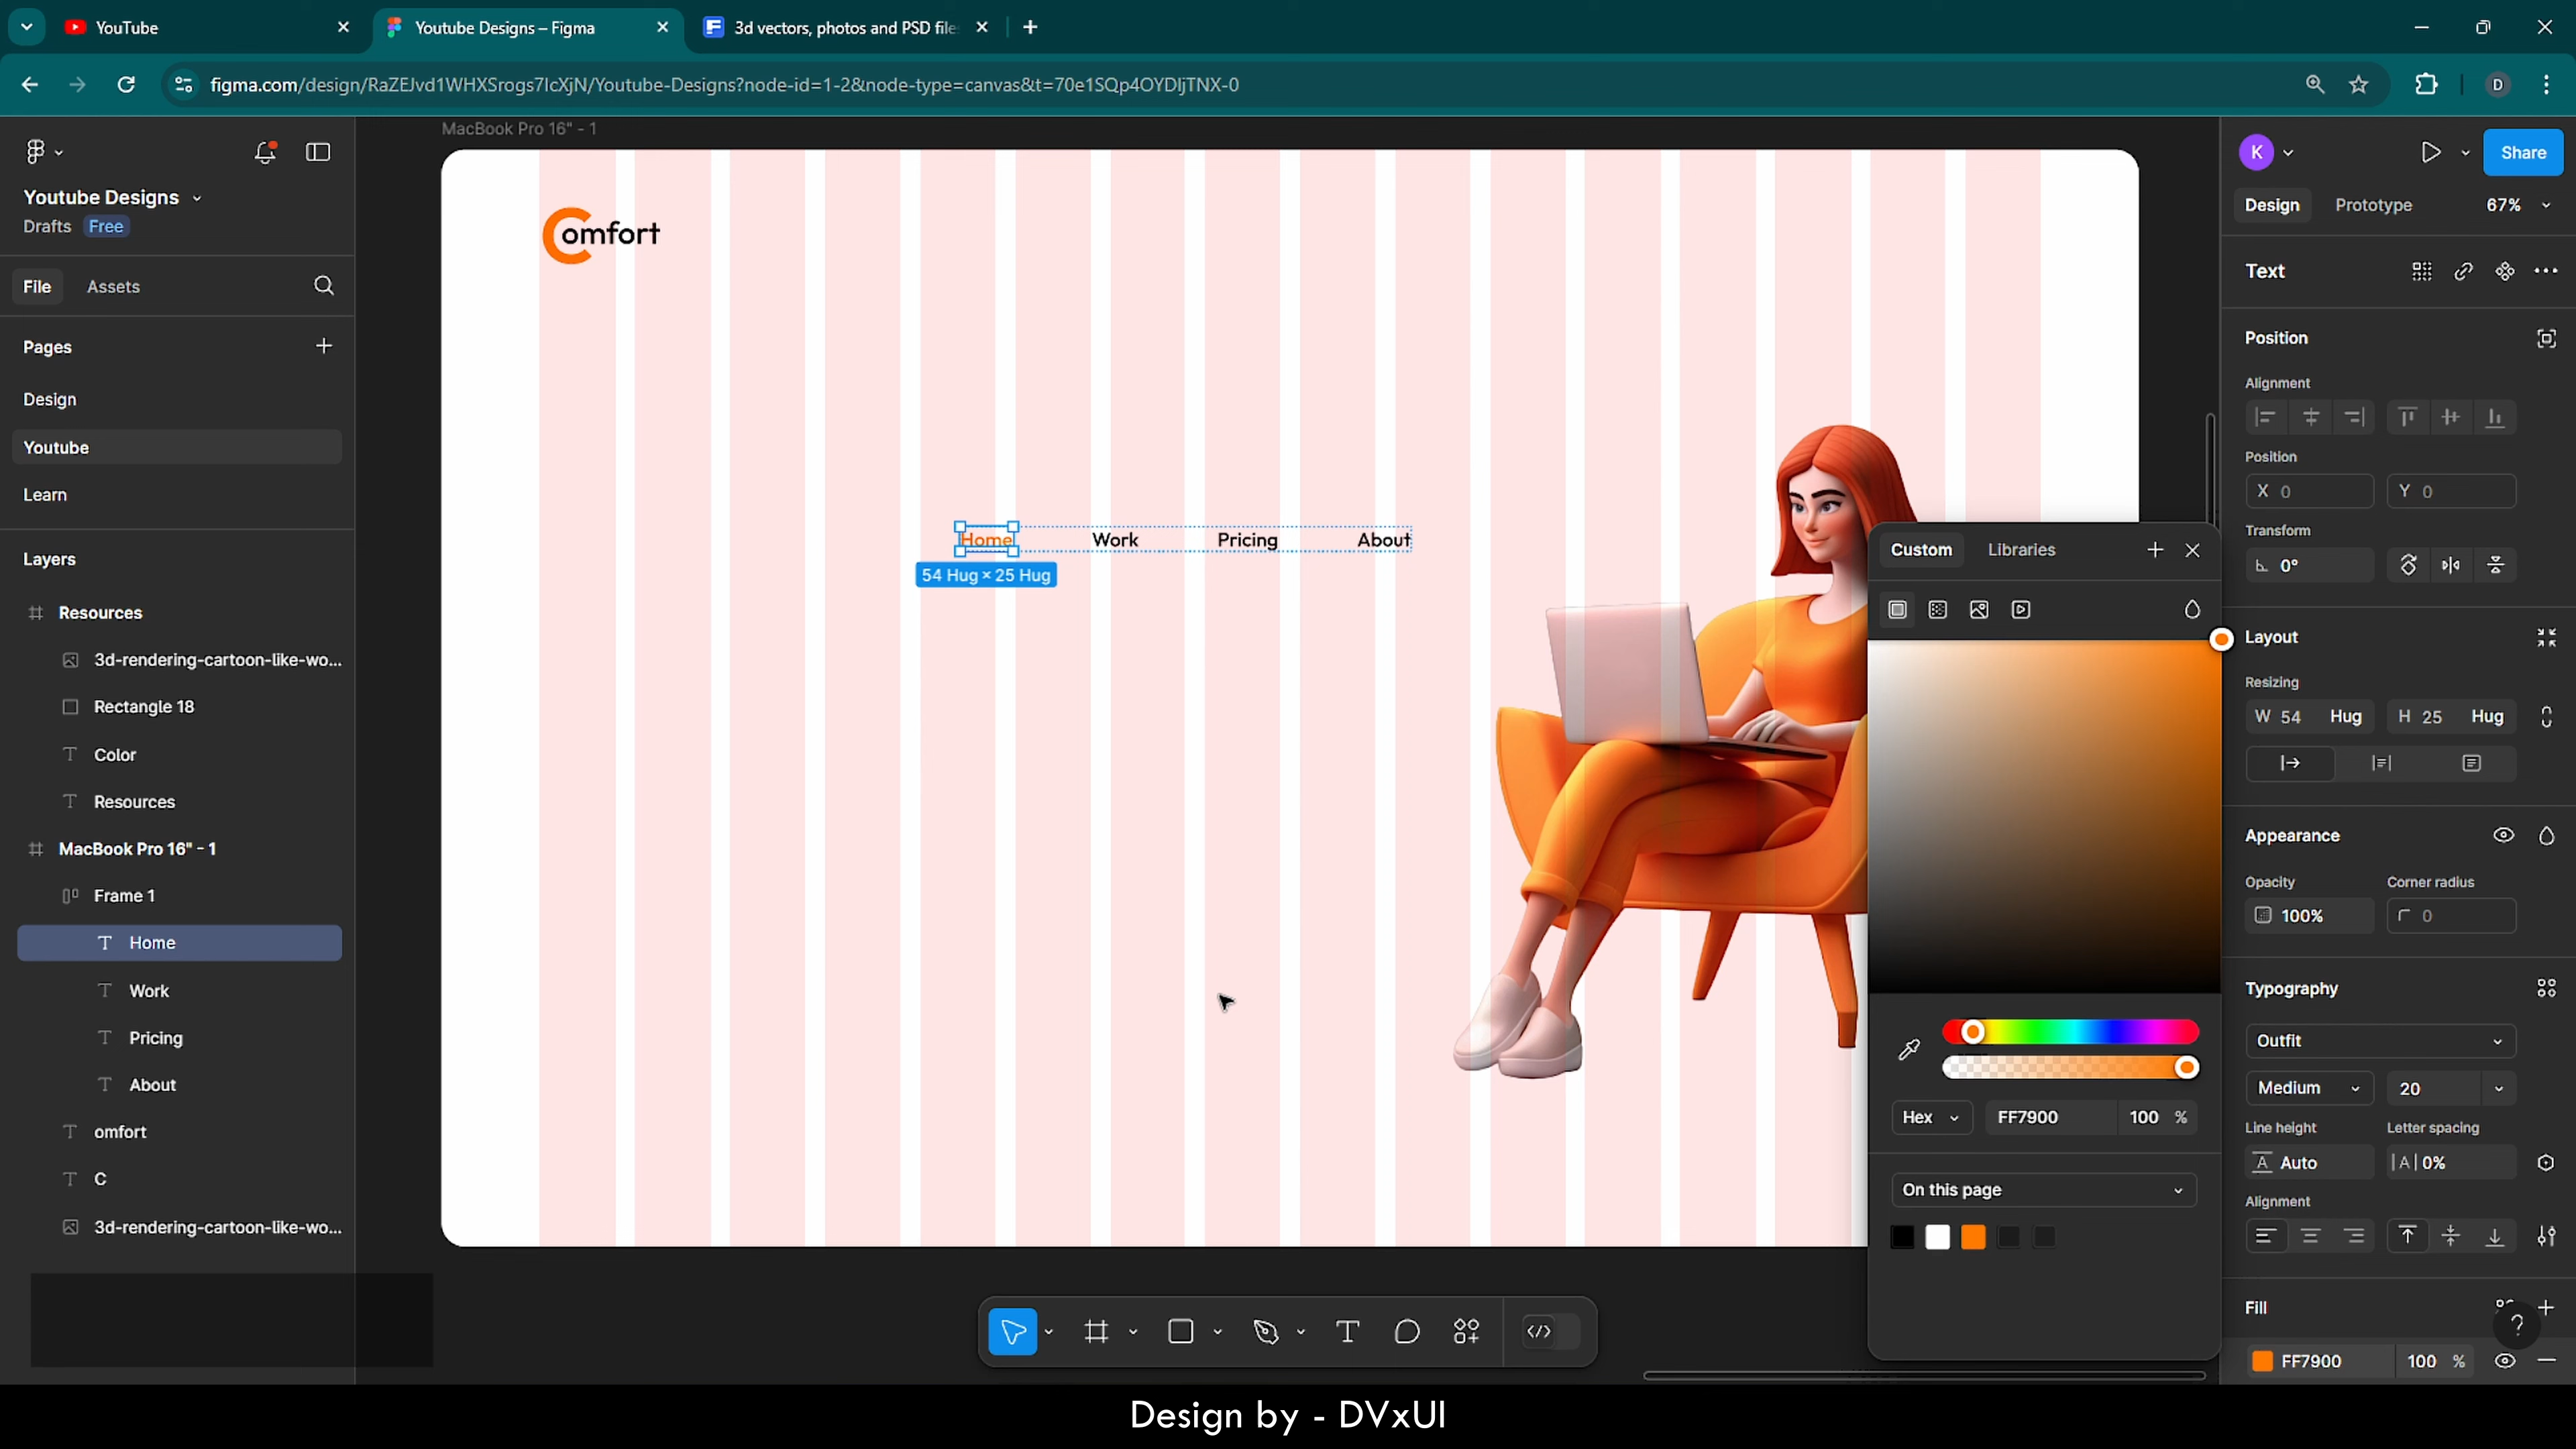 YouTube
Youtube Designs – Figma
3d vectors, photos and PSD file
figma.com/design/RaZEJvd1WHXSrogs7lcXjN/Youtube-Designs?node-id=1-2&node-type=canvas&t=70e1SQp4OYDIjTNX-0
D
Youtube Designs
Drafts Free
File Assets
Pages
Design
Youtube
Learn
Layers
Resources
3d-rendering-cartoon-like-wo...
Rectangle 18
Color
Resources
MacBook Pro 16" - 1
Frame 1
Home
Work
Pricing
About
omfort
C
3d-rendering-cartoon-like-wo...
MacBook Pro 16" - 1
Comfort
Home Work Pricing About
54 Hug × 25 Hug
Custom Libraries
Hex FF7900 100 %
On this page
K
Share
Design Prototype 67%
Text
Position
Alignment
Position
X 0 Y 0
Transform
0°
Layout
Resizing
W 54 Hug H 25 Hug
Appearance
Opacity Corner radius
100% 0
Typography
Outfit
Medium 20
Line height Letter spacing
A Auto |A| 0%
Alignment
Fill
?
FF7900 100 %
Design by - DVxUI